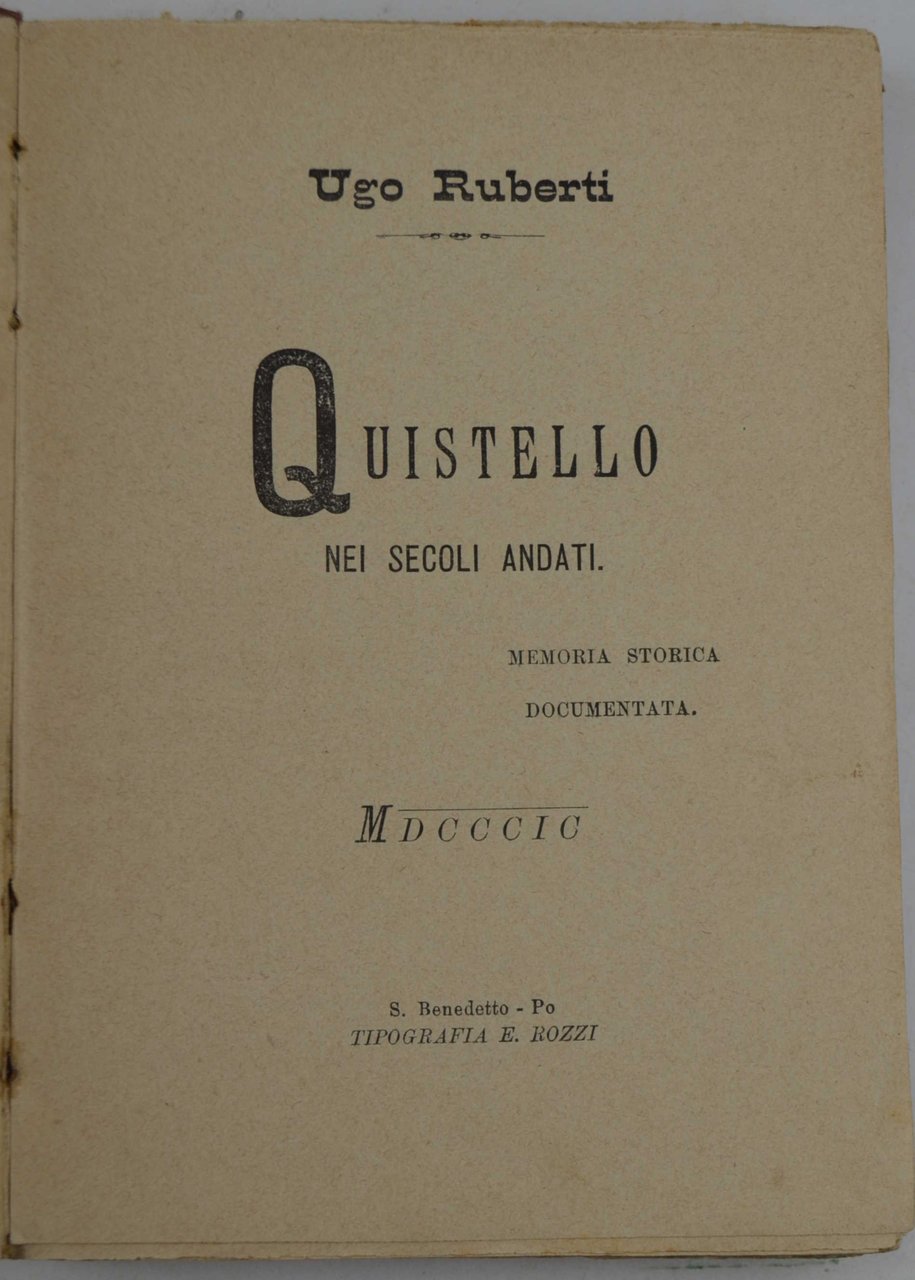 Ugo Ruberti
QUISTELLO
NEI SECOLI ANDATI.
MEMORIA STORICA
DOCUMENTATA.
MDCCCIC
S. Benedetto - Po
TIPOGRAFIA E. ROZZI